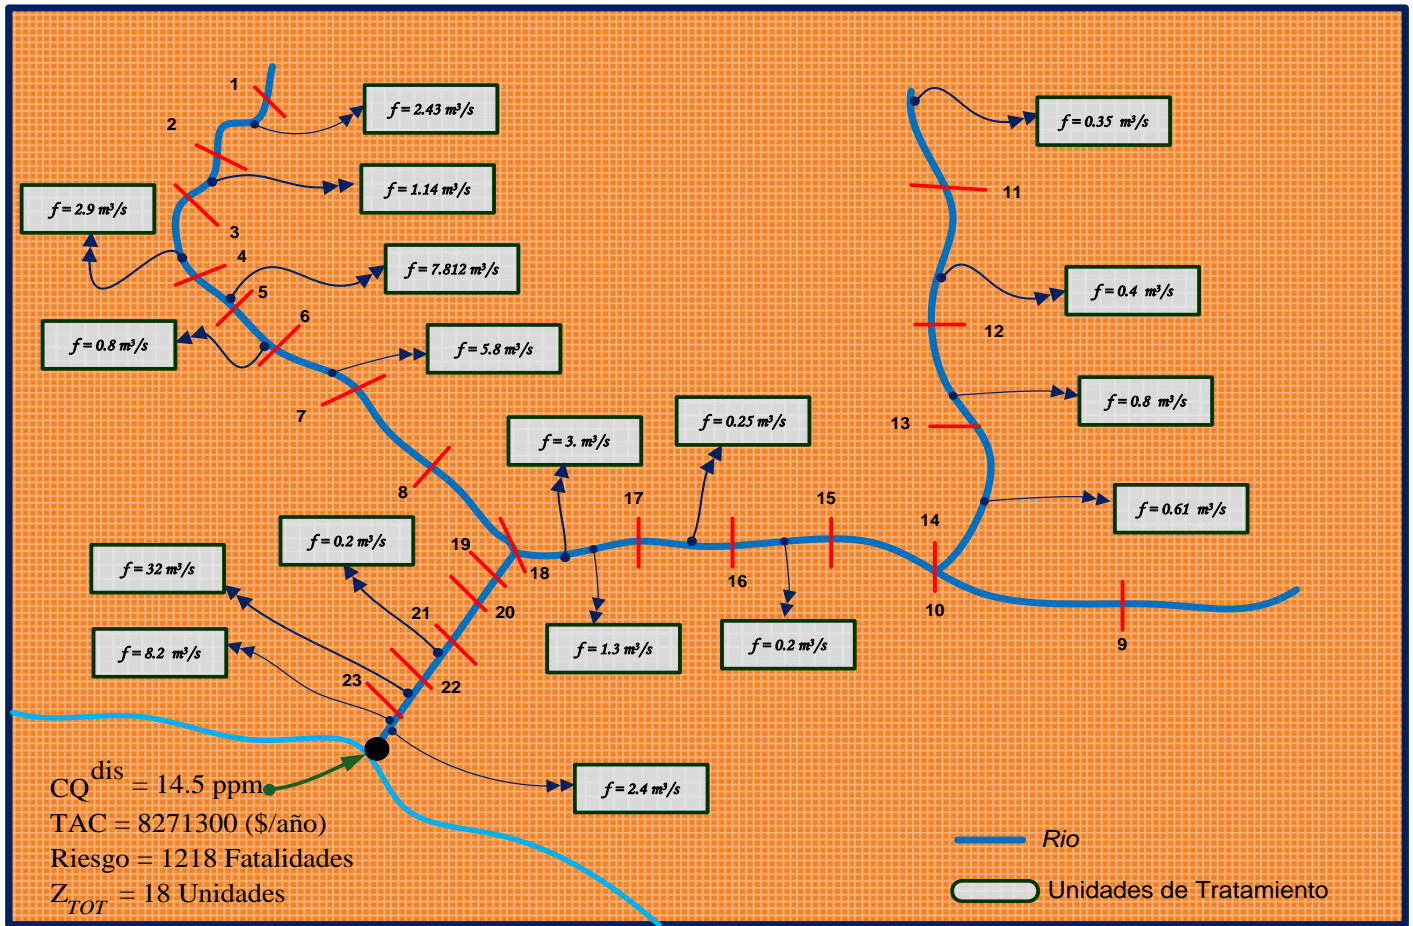 1
f = 2.43 m³/s
f = 0.35 m³/s
2
f = 1.14 m³/s
11
f = 2.9 m³/s
3
4
f = 7.812 m³/s
f = 0.4 m³/s
5
6
12
f = 0.8 m³/s
f = 5.8 m³/s
7
f = 0.8 m³/s
f = 0.25 m³/s
13
f = 3. m³/s
8
17
15
f = 0.61 m³/s
14
f = 0.2 m³/s
19
18
16
f = 32 m³/s
21
20
10
9
f = 8.2 m³/s
f = 1.3 m³/s
f = 0.2 m³/s
23
22
CQ^dis = 14.5 ppm
f = 2.4 m³/s
TAC = 8271300 ($/año)
Rio
Riesgo = 1218 Fatalidades
Z_TOT = 18 Unidades
Unidades de Tratamiento